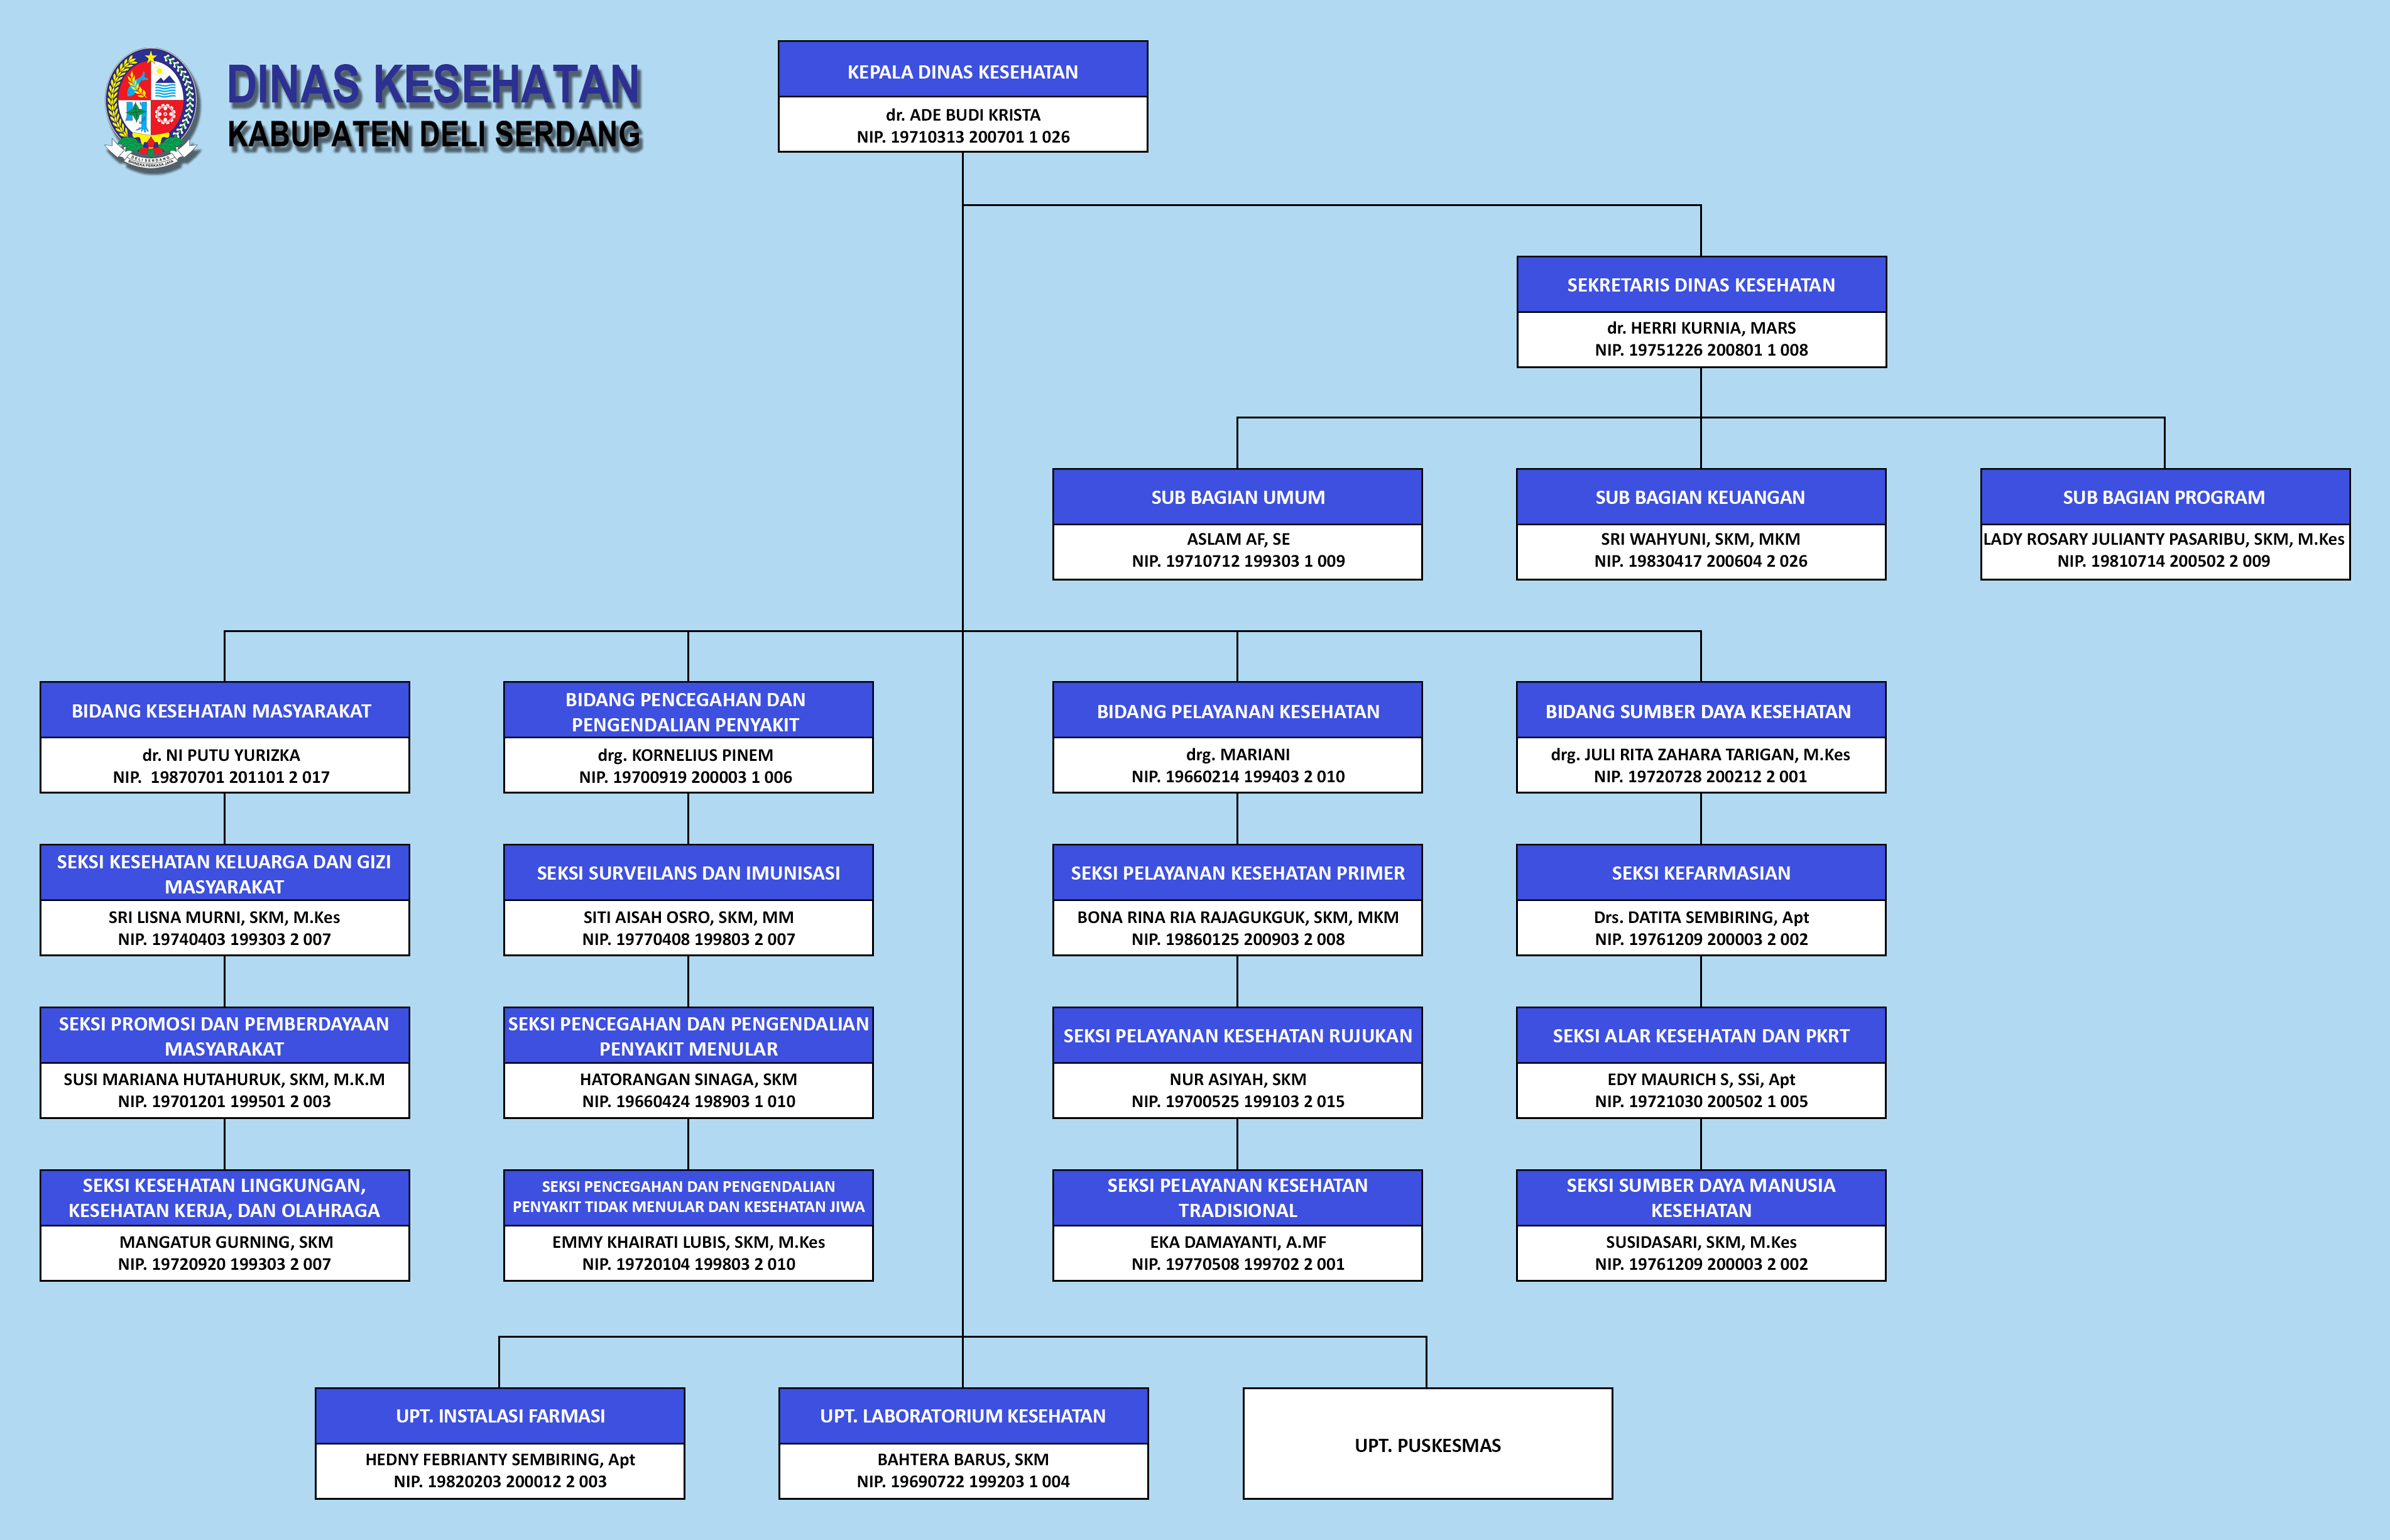 DINAS KESEHATAN
KABUPATEN DELI SERDANG
DELI SERDANG
KEPALA DINAS KESEHATAN
dr. ADE BUDI KRISTA
NIP. 19710313 200701 1 026
SEKRETARIS DINAS KESEHATAN
dr. HERRI KURNIA, MARS
NIP. 19751226 200801 1 008
SUB BAGIAN UMUM
ASLAM AF, SE
NIP. 19710712 199303 1 009
SUB BAGIAN KEUANGAN
SRI WAHYUNI, SKM, MKM
NIP. 19830417 200604 2 026
SUB BAGIAN PROGRAM
LADY ROSARY JULIANTY PASARIBU, SKM, M.Kes
NIP. 19810714 200502 2 009
BIDANG KESEHATAN MASYARAKAT
dr. NI PUTU YURIZKA
NIP. 19870701 201101 2 017
BIDANG PENCEGAHAN DAN
PENGENDALIAN PENYAKIT
drg. KORNELIUS PINEM
NIP. 19700919 200003 1 006
BIDANG PELAYANAN KESEHATAN
drg. MARIANI
NIP. 19660214 199403 2 010
BIDANG SUMBER DAYA KESEHATAN
drg. JULI RITA ZAHARA TARIGAN, M.Kes
NIP. 19720728 200212 2 001
SEKSI KESEHATAN KELUARGA DAN GIZI
MASYARAKAT
SRI LISNA MURNI, SKM, M.Kes
NIP. 19740403 199303 2 007
SEKSI SURVEILANS DAN IMUNISASI
SITI AISAH OSRO, SKM, MM
NIP. 19770408 199803 2 007
SEKSI PELAYANAN KESEHATAN PRIMER
BONA RINA RIA RAJAGUKGUK, SKM, MKM
NIP. 19860125 200903 2 008
SEKSI KEFARMASIAN
Drs. DATITA SEMBIRING, Apt
NIP. 19761209 200003 2 002
SEKSI PROMOSI DAN PEMBERDAYAAN
MASYARAKAT
SUSI MARIANA HUTAHURUK, SKM, M.K.M
NIP. 19701201 199501 2 003
SEKSI PENCEGAHAN DAN PENGENDALIAN
PENYAKIT MENULAR
HATORANGAN SINAGA, SKM
NIP. 19660424 198903 1 010
SEKSI PELAYANAN KESEHATAN RUJUKAN
NUR ASIYAH, SKM
NIP. 19700525 199103 2 015
SEKSI ALAR KESEHATAN DAN PKRT
EDY MAURICH S, SSi, Apt
NIP. 19721030 200502 1 005
SEKSI KESEHATAN LINGKUNGAN,
KESEHATAN KERJA, DAN OLAHRAGA
MANGATUR GURNING, SKM
NIP. 19720920 199303 2 007
SEKSI PENCEGAHAN DAN PENGENDALIAN
PENYAKIT TIDAK MENULAR DAN KESEHATAN JIWA
EMMY KHAIRATI LUBIS, SKM, M.Kes
NIP. 19720104 199803 2 010
SEKSI PELAYANAN KESEHATAN
TRADISIONAL
EKA DAMAYANTI, A.MF
NIP. 19770508 199702 2 001
SEKSI SUMBER DAYA MANUSIA
KESEHATAN
SUSIDASARI, SKM, M.Kes
NIP. 19761209 200003 2 002
UPT. INSTALASI FARMASI
HEDNY FEBRIANTY SEMBIRING, Apt
NIP. 19820203 200012 2 003
UPT. LABORATORIUM KESEHATAN
BAHTERA BARUS, SKM
NIP. 19690722 199203 1 004
UPT. PUSKESMAS